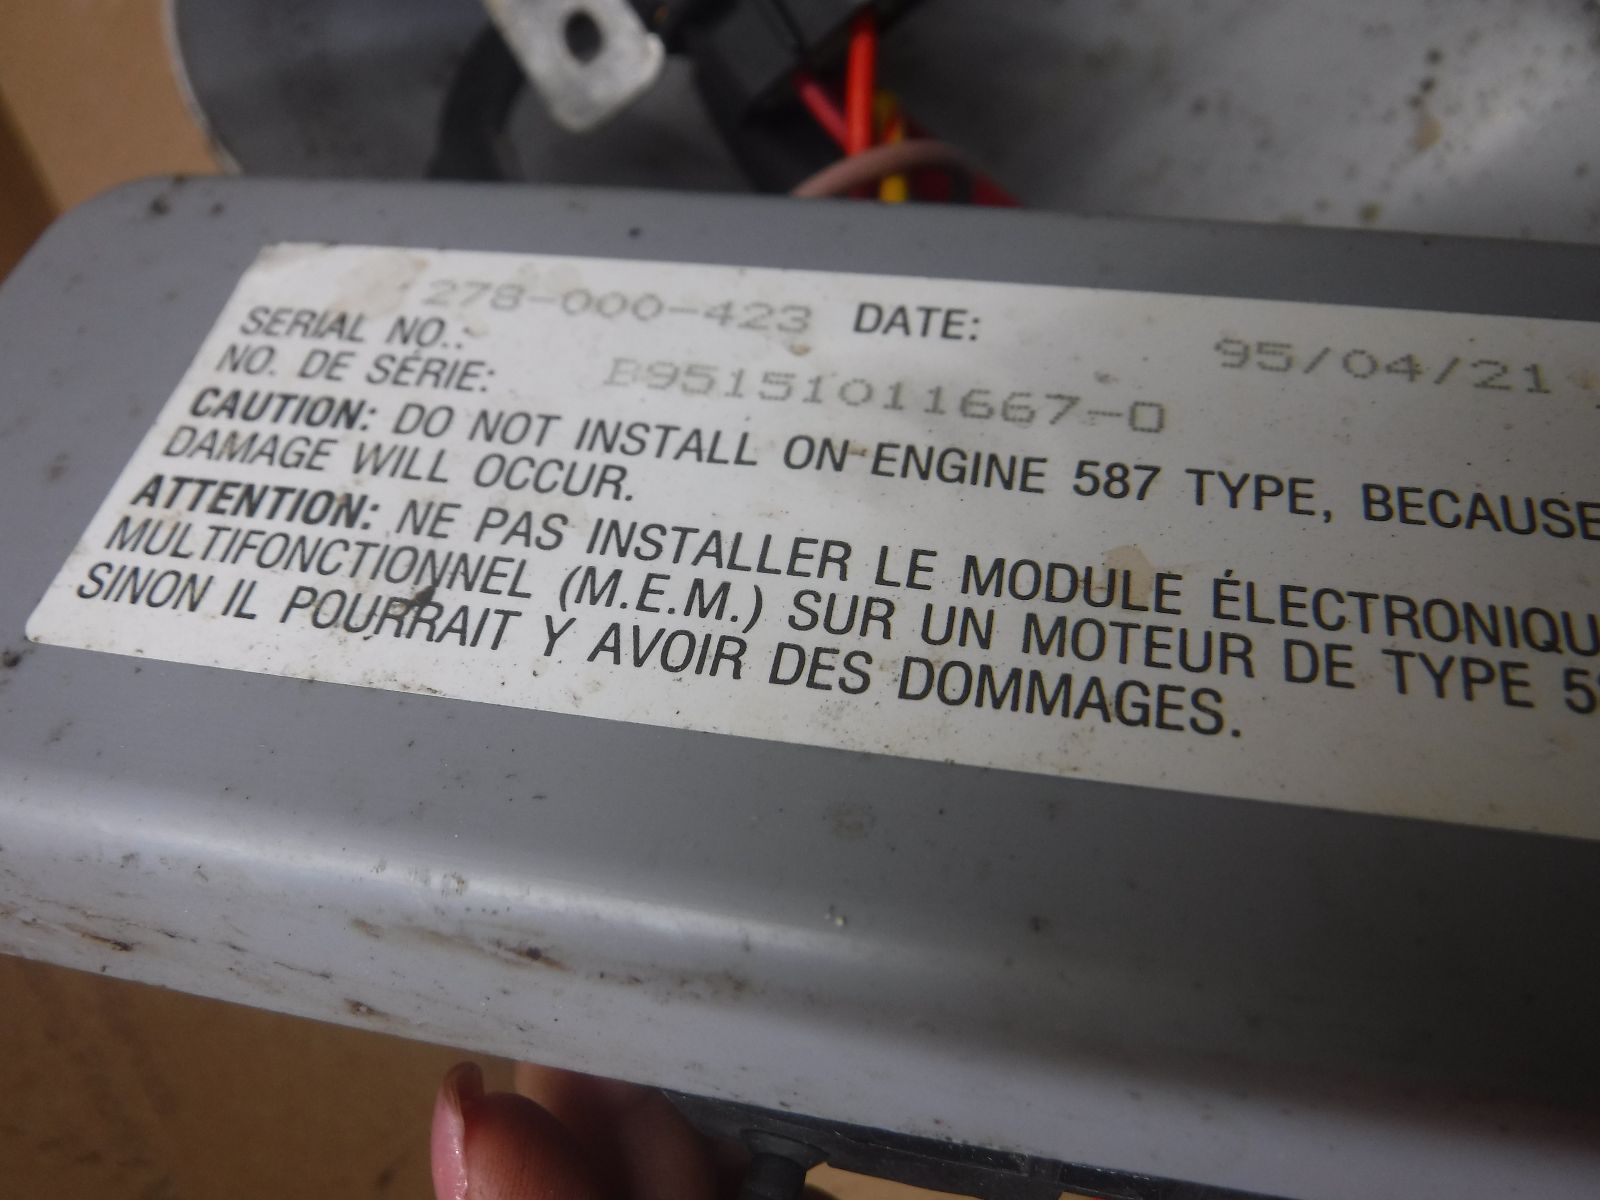 278-000-423 DATE: 95/04/21
SERIAL NO.:
NO. DE SÉRIE: B95151011667-0
CAUTION: DO NOT INSTALL ON ENGINE 587 TYPE, BECAUSE
DAMAGE WILL OCCUR.
ATTENTION: NE PAS INSTALLER LE MODULE
MULTIFONCTIONNEL (M.E.M.) SUR UN MOTEUR DE TYPE
SINON IL POURRAIT Y AVOIR DES DOMMAGES.